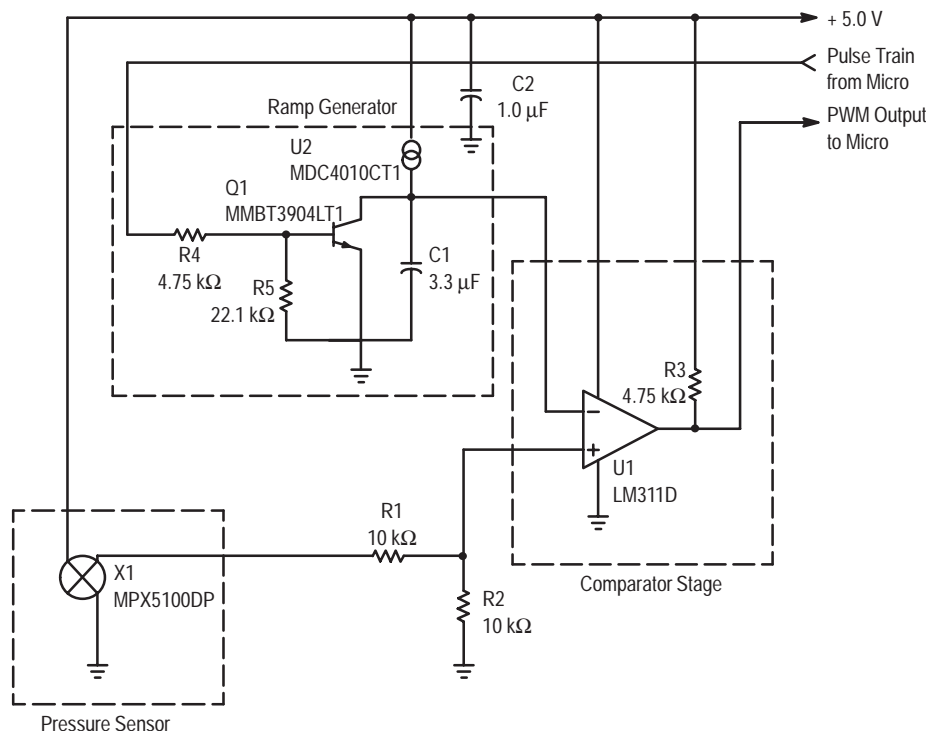 + 5.0 V
Pulse Train
from Micro
C2
1.0 µF
Ramp Generator
PWM Output
to Micro
U2
MDC4010CT1
Q1
MMBT3904LT1
R4
4.75 kΩ
C1
3.3 µF
R5
22.1 kΩ
R3
4.75 kΩ
−
+
U1
LM311D
R1
10 kΩ
X1
MPX5100DP
Comparator Stage
R2
10 kΩ
Pressure Sensor